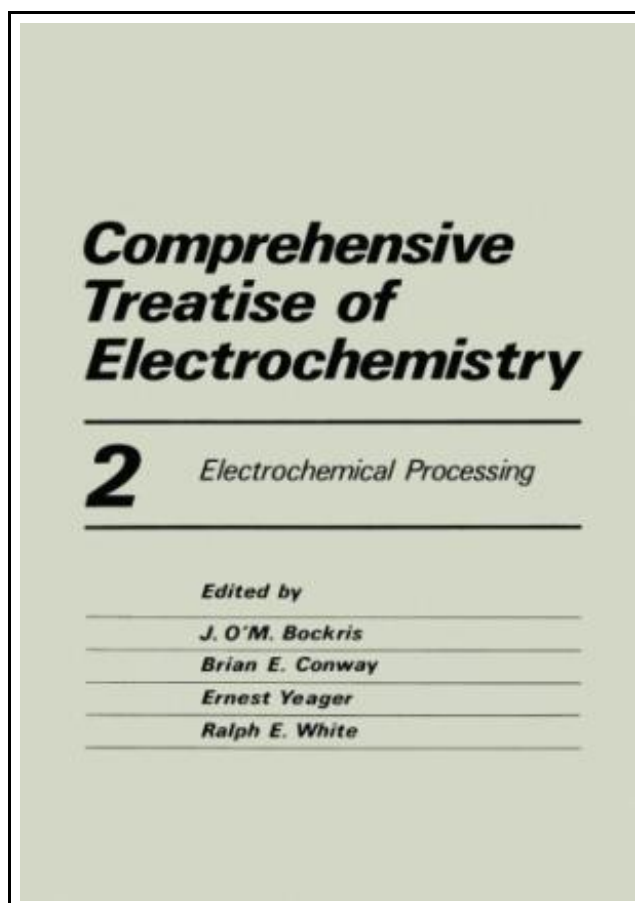 Comprehensive
Treatise of
Electrochemistry
2 Electrochemical Processing
Edited by
J. O'M. Bockris
Brian E. Conway
Ernest Yeager
Ralph E. White